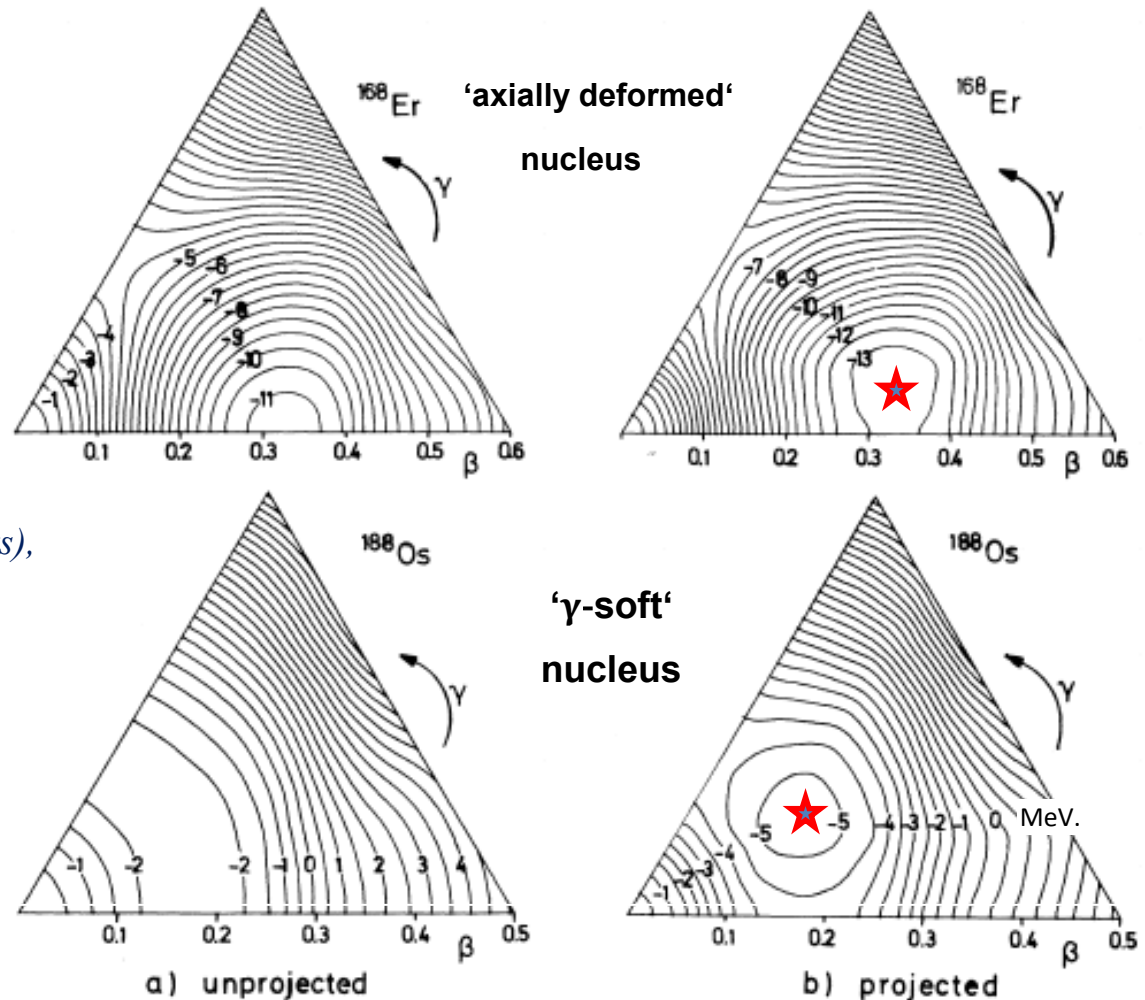 168Er
'axially deformed'
nucleus
γ
-5
-6
-7
-8
-9
-10
-11
-4
-3
-2
-1
0.1 0.2 0.3 0.4 0.5 β 0.6
168Er
γ
-7
-8 -9
-10 -11
-12
-13
0.1 0.2 0.3 0.4 0.5 β 0.6
s),
188Os
'γ-soft'
nucleus
γ
-1 -2 -2 -1 0 1 2 3 4
0.1 0.2 0.3 0.4 β 0.5
a) unprojected
188Os
γ
-5 -5 -4 -3 -2 -1 0 MeV.
-4
-3
-2
-1
0.1 0.2 0.3 0.4 β 0.5
b) projected